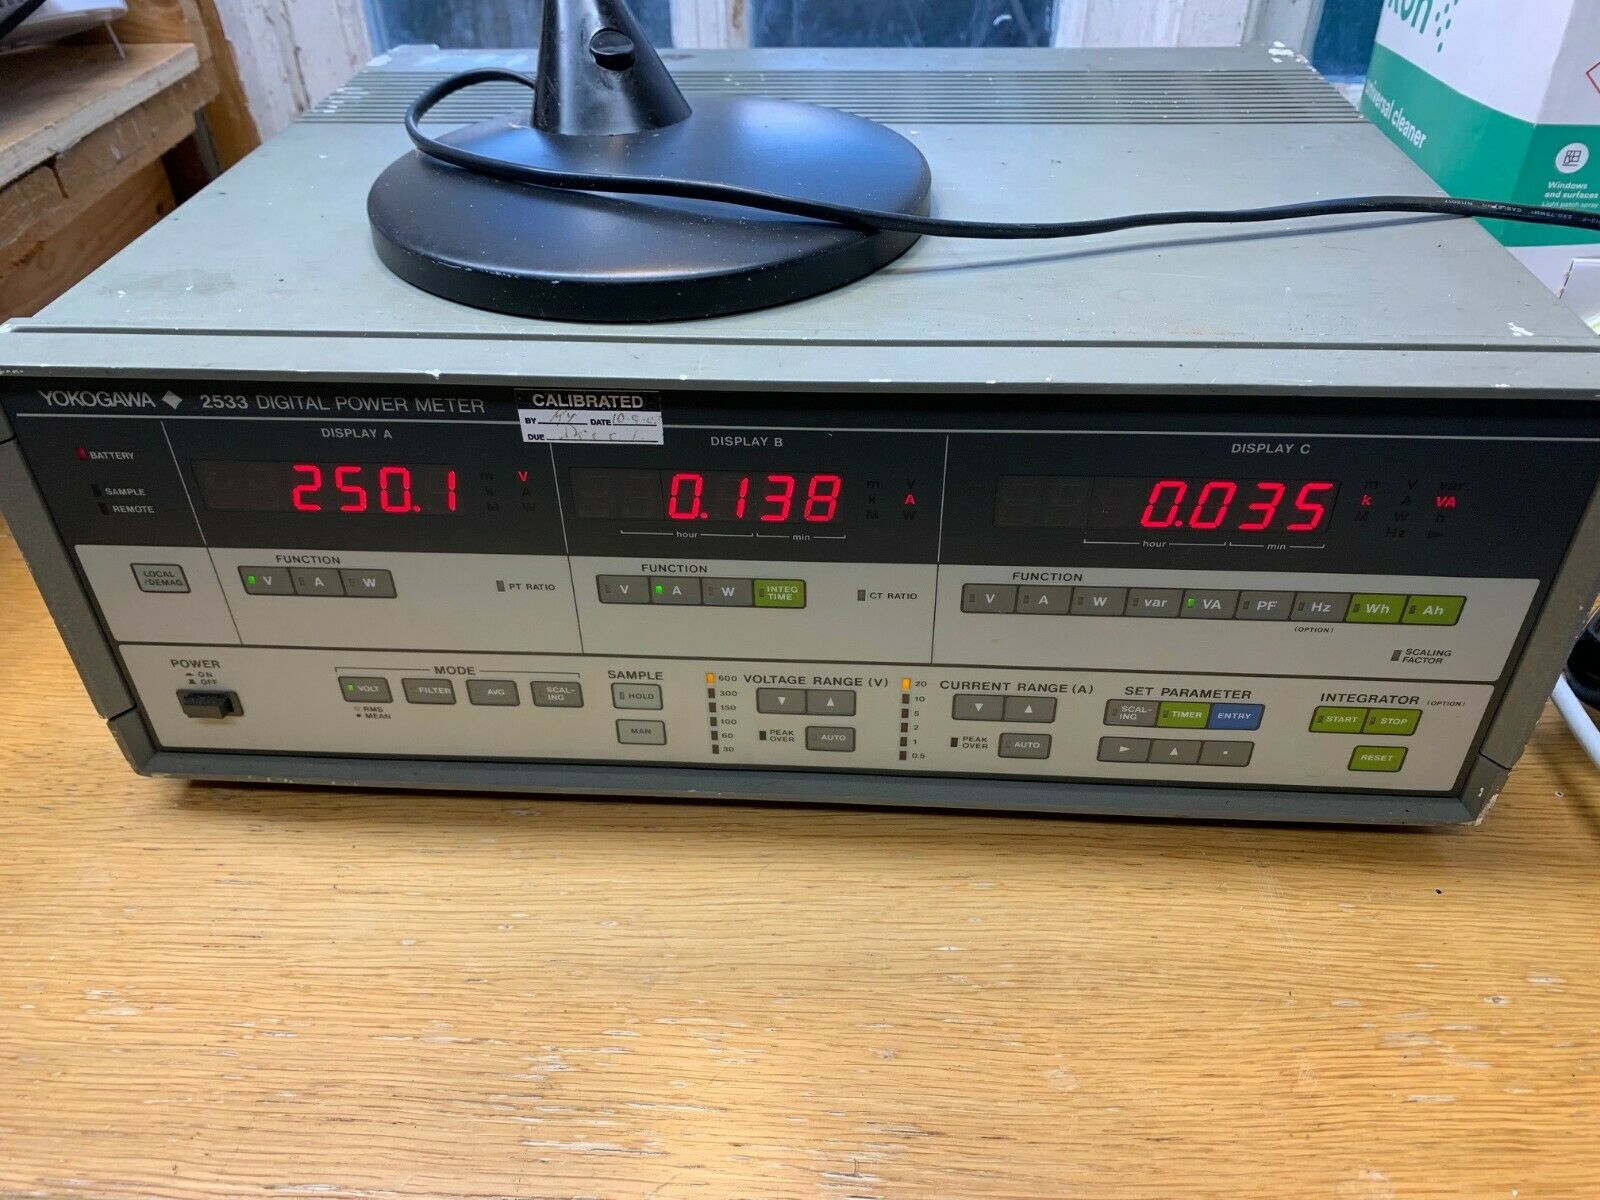 universal cleaner
Windows
and surfaces
YOKOGAWA 2533 DIGITAL POWER METER
CALIBRATED
BY DATE
DUE
DISPLAY A
DISPLAY B
DISPLAY C
BATTERY
SAMPLE
REMOTE
250.1
m V
k A
M W
0.138
m V
k A
M W
hour min
0.035
m V var
k A VA
M W h
Hz
hour min
LOCAL
/DEMAG
FUNCTION
V A W
PT RATIO
FUNCTION
V A W INTEG
TIME
CT RATIO
FUNCTION
V A W var VA PF Hz Wh Ah
(OPTION)
SCALING
FACTOR
POWER
ON
OFF
MODE
VOLT FILTER AVG SCAL-
ING
RMS
MEAN
SAMPLE
HOLD
MAN
600
300
150
100
60
30
VOLTAGE RANGE (V)
▼ ▲
PEAK
OVER
AUTO
20
10
5
2
1
0.5
CURRENT RANGE (A)
▼ ▲
PEAK
OVER
AUTO
SET PARAMETER
SCAL-
ING
TIMER ENTRY
INTEGRATOR (OPTION)
START STOP
RESET